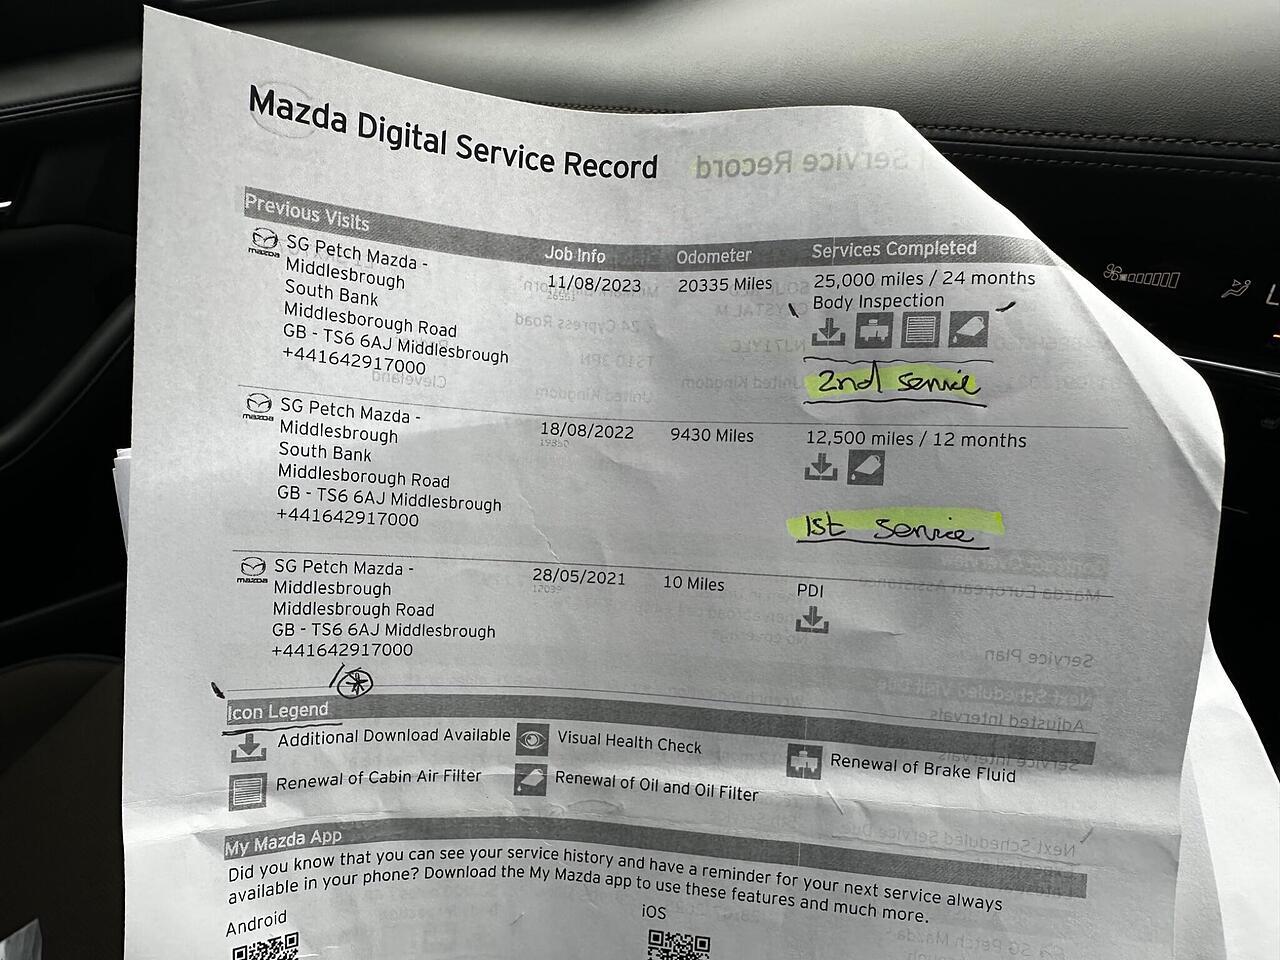 Mazda Digital Service Record
Previous Visits
Job Info
Odometer
Services Completed
mazda
SG Petch Mazda -
Middlesbrough
South Bank
Middlesborough Road
GB - TS6 6AJ Middlesbrough
+441642917000
11/08/2023
20335 Miles
25,000 miles / 24 months
Body Inspection
2nd service
mazda
SG Petch Mazda -
Middlesbrough
South Bank
Middlesborough Road
GB - TS6 6AJ Middlesbrough
+441642917000
18/08/2022
9430 Miles
12,500 miles / 12 months
1st service
mazda
SG Petch Mazda -
Middlesbrough
Middlesbrough Road
GB - TS6 6AJ Middlesbrough
+441642917000
28/05/2021
10 Miles
PDI
Icon Legend
Additional Download Available
Visual Health Check
Renewal of Brake Fluid
Renewal of Cabin Air Filter
Renewal of Oil and Oil Filter
My Mazda App
Did you know that you can see your service history and have a reminder for your next service always
available in your phone? Download the My Mazda app to use these features and much more.
Android
iOS